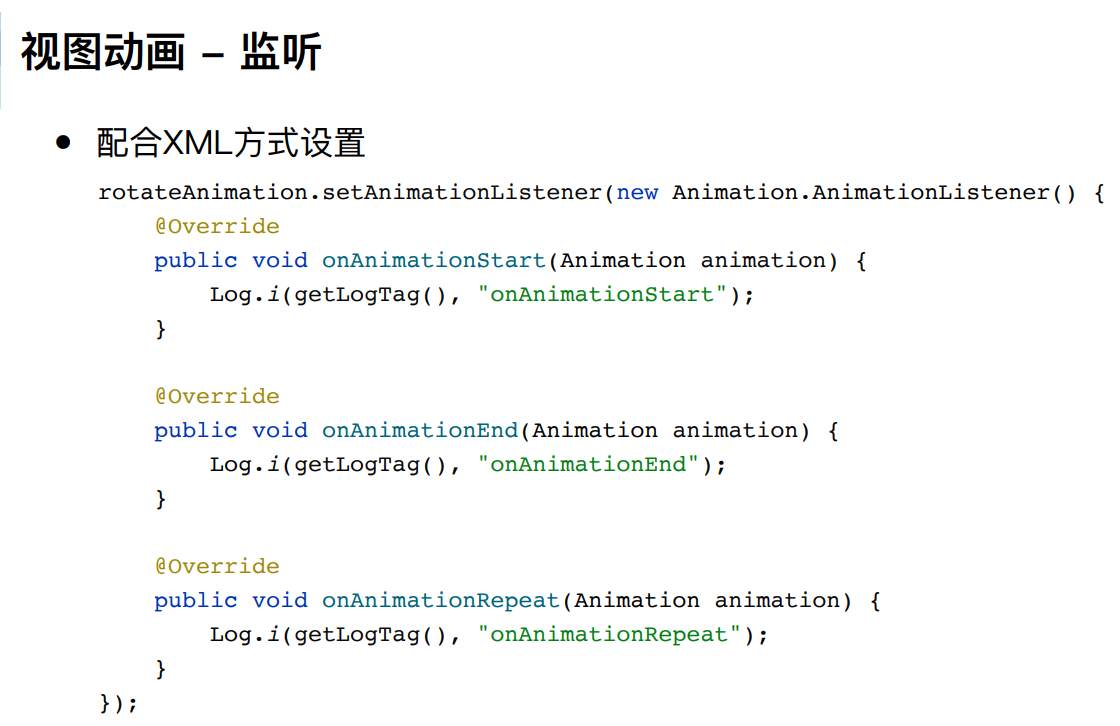 视图动画 – 监听
● 配合XML方式设置
rotateAnimation.setAnimationListener(new Animation.AnimationListener() {
    @Override
    public void onAnimationStart(Animation animation) {
        Log.i(getLogTag(), "onAnimationStart");
    }

    @Override
    public void onAnimationEnd(Animation animation) {
        Log.i(getLogTag(), "onAnimationEnd");
    }

    @Override
    public void onAnimationRepeat(Animation animation) {
        Log.i(getLogTag(), "onAnimationRepeat");
    }
});